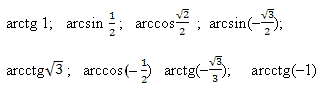 arctg 1; arcsin 1/2; arccos √2/2 ; arcsin(−√3/2);
arcctg√3 ; arccos(−1/2) arctg(−√3/3); arcctg(−1)